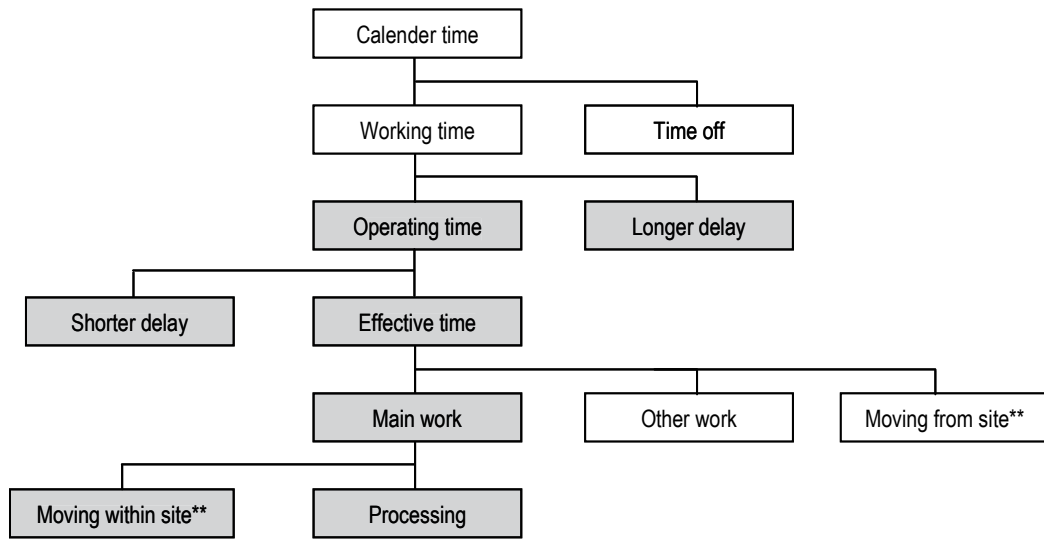 Calender time
Working time
Time off
Operating time
Longer delay
Shorter delay
Effective time
Main work
Other work
Moving from site**
Moving within site**
Processing